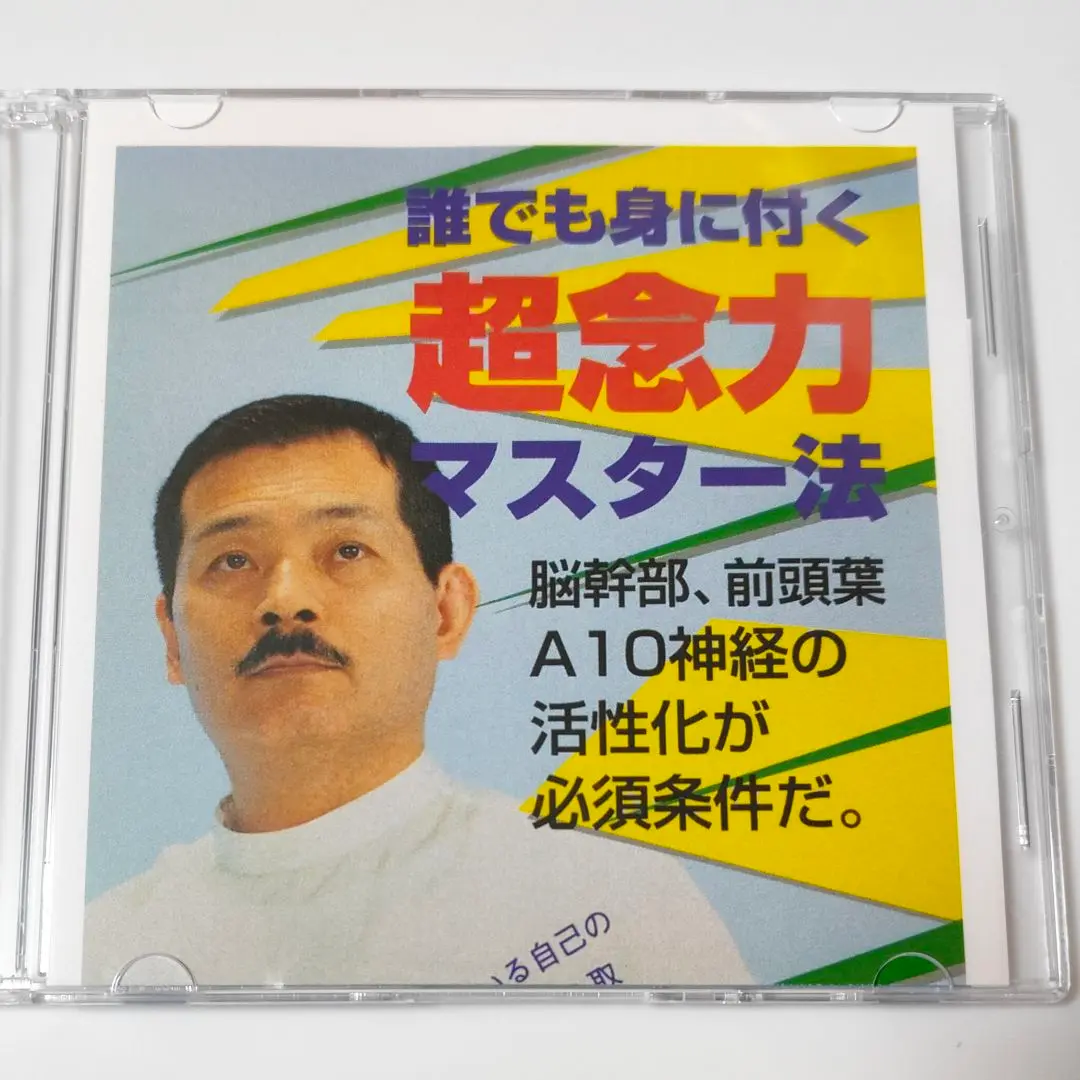 誰でも身に付く
超念力
マスター法
脳幹部、前頭葉
A10神経の
活性化が
必須条件だ。
いる自己の
取